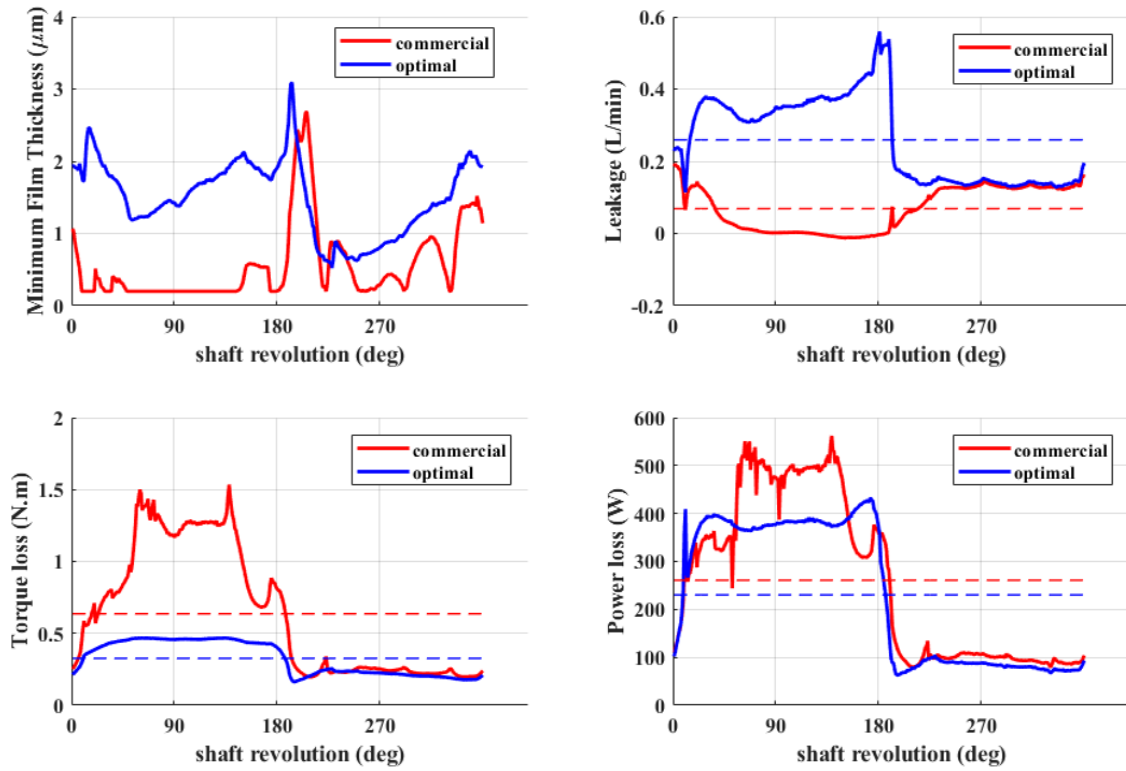 4
3
2
1
0
Minimum Film Thickness (μm)
commercial
optimal
0
90
180
270
shaft revolution (deg)
0.6
0.4
0.2
0
-0.2
Leakage (L/min)
commercial
optimal
0
90
180
270
shaft revolution (deg)
2
1.5
1
0.5
0
Torque loss (N.m)
commercial
optimal
0
90
180
270
shaft revolution (deg)
600
500
400
300
200
100
0
Power loss (W)
commercial
optimal
0
90
180
270
shaft revolution (deg)